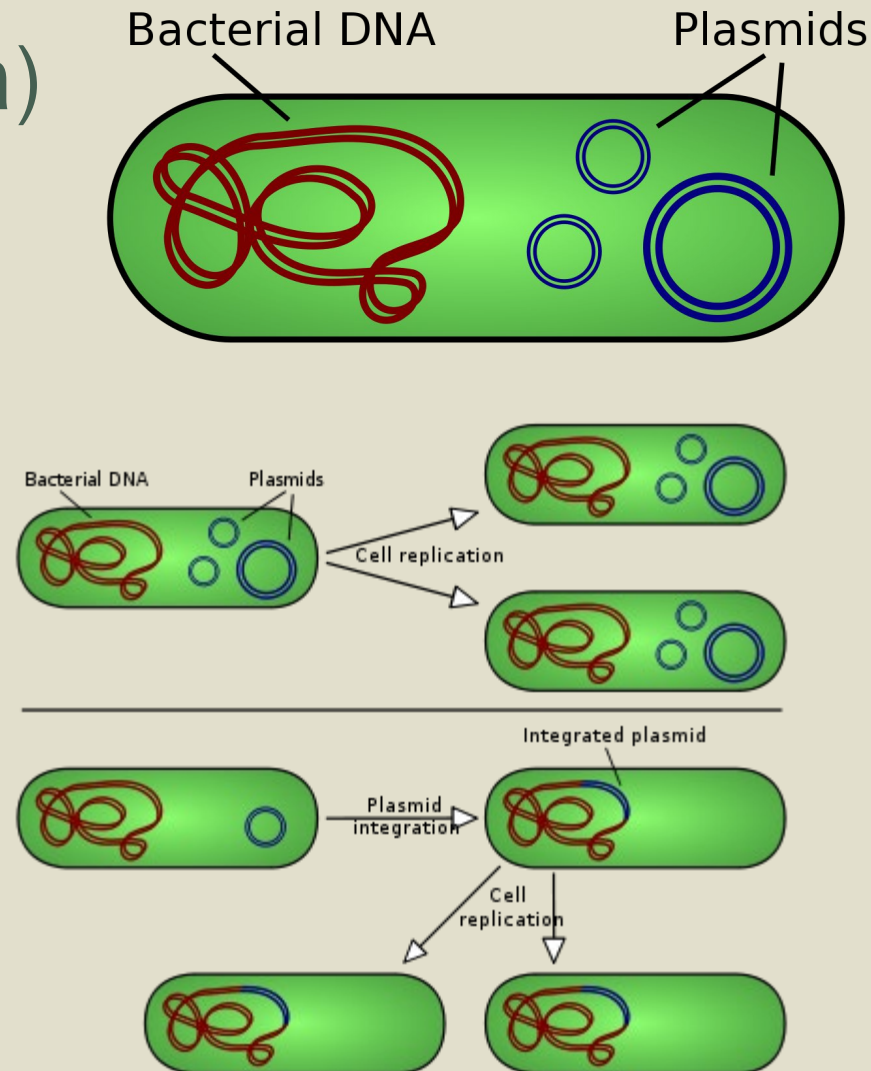 Bacterial DNA
Plasmids
)
Bacterial DNA
Plasmids
Cell replication
Integrated plasmid
Plasmid
integration
Cell
replication